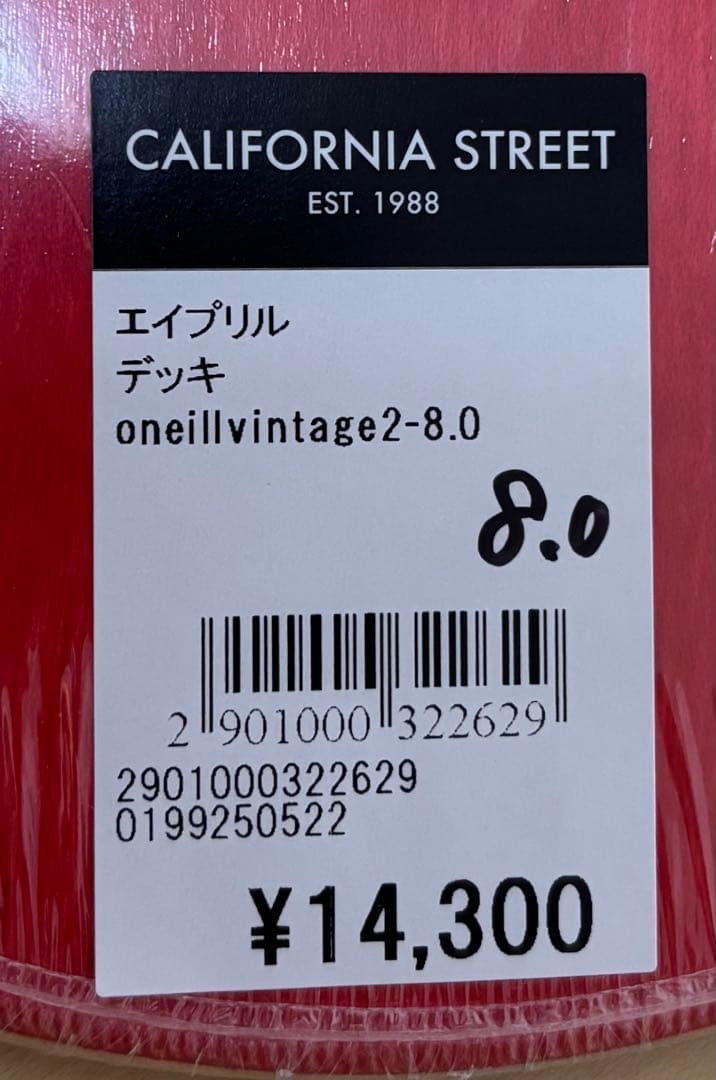 CALIFORNIA STREET
EST. 1988
エイプリル
デッキ
oneillvintage2-8.0
8.0
2 901000 322629
2901000322629
0199250522
¥14,300